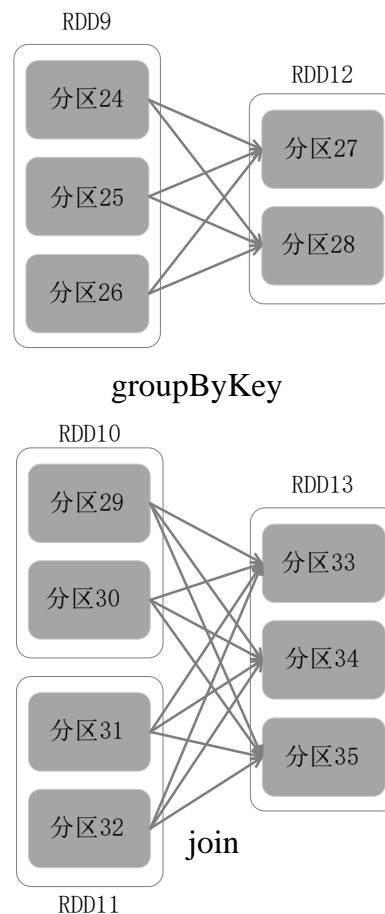 RDD9
分区24
分区25
分区26
RDD12
分区27
分区28
groupByKey
RDD10
分区29
分区30
分区31
分区32
RDD11
RDD13
分区33
分区34
分区35
join